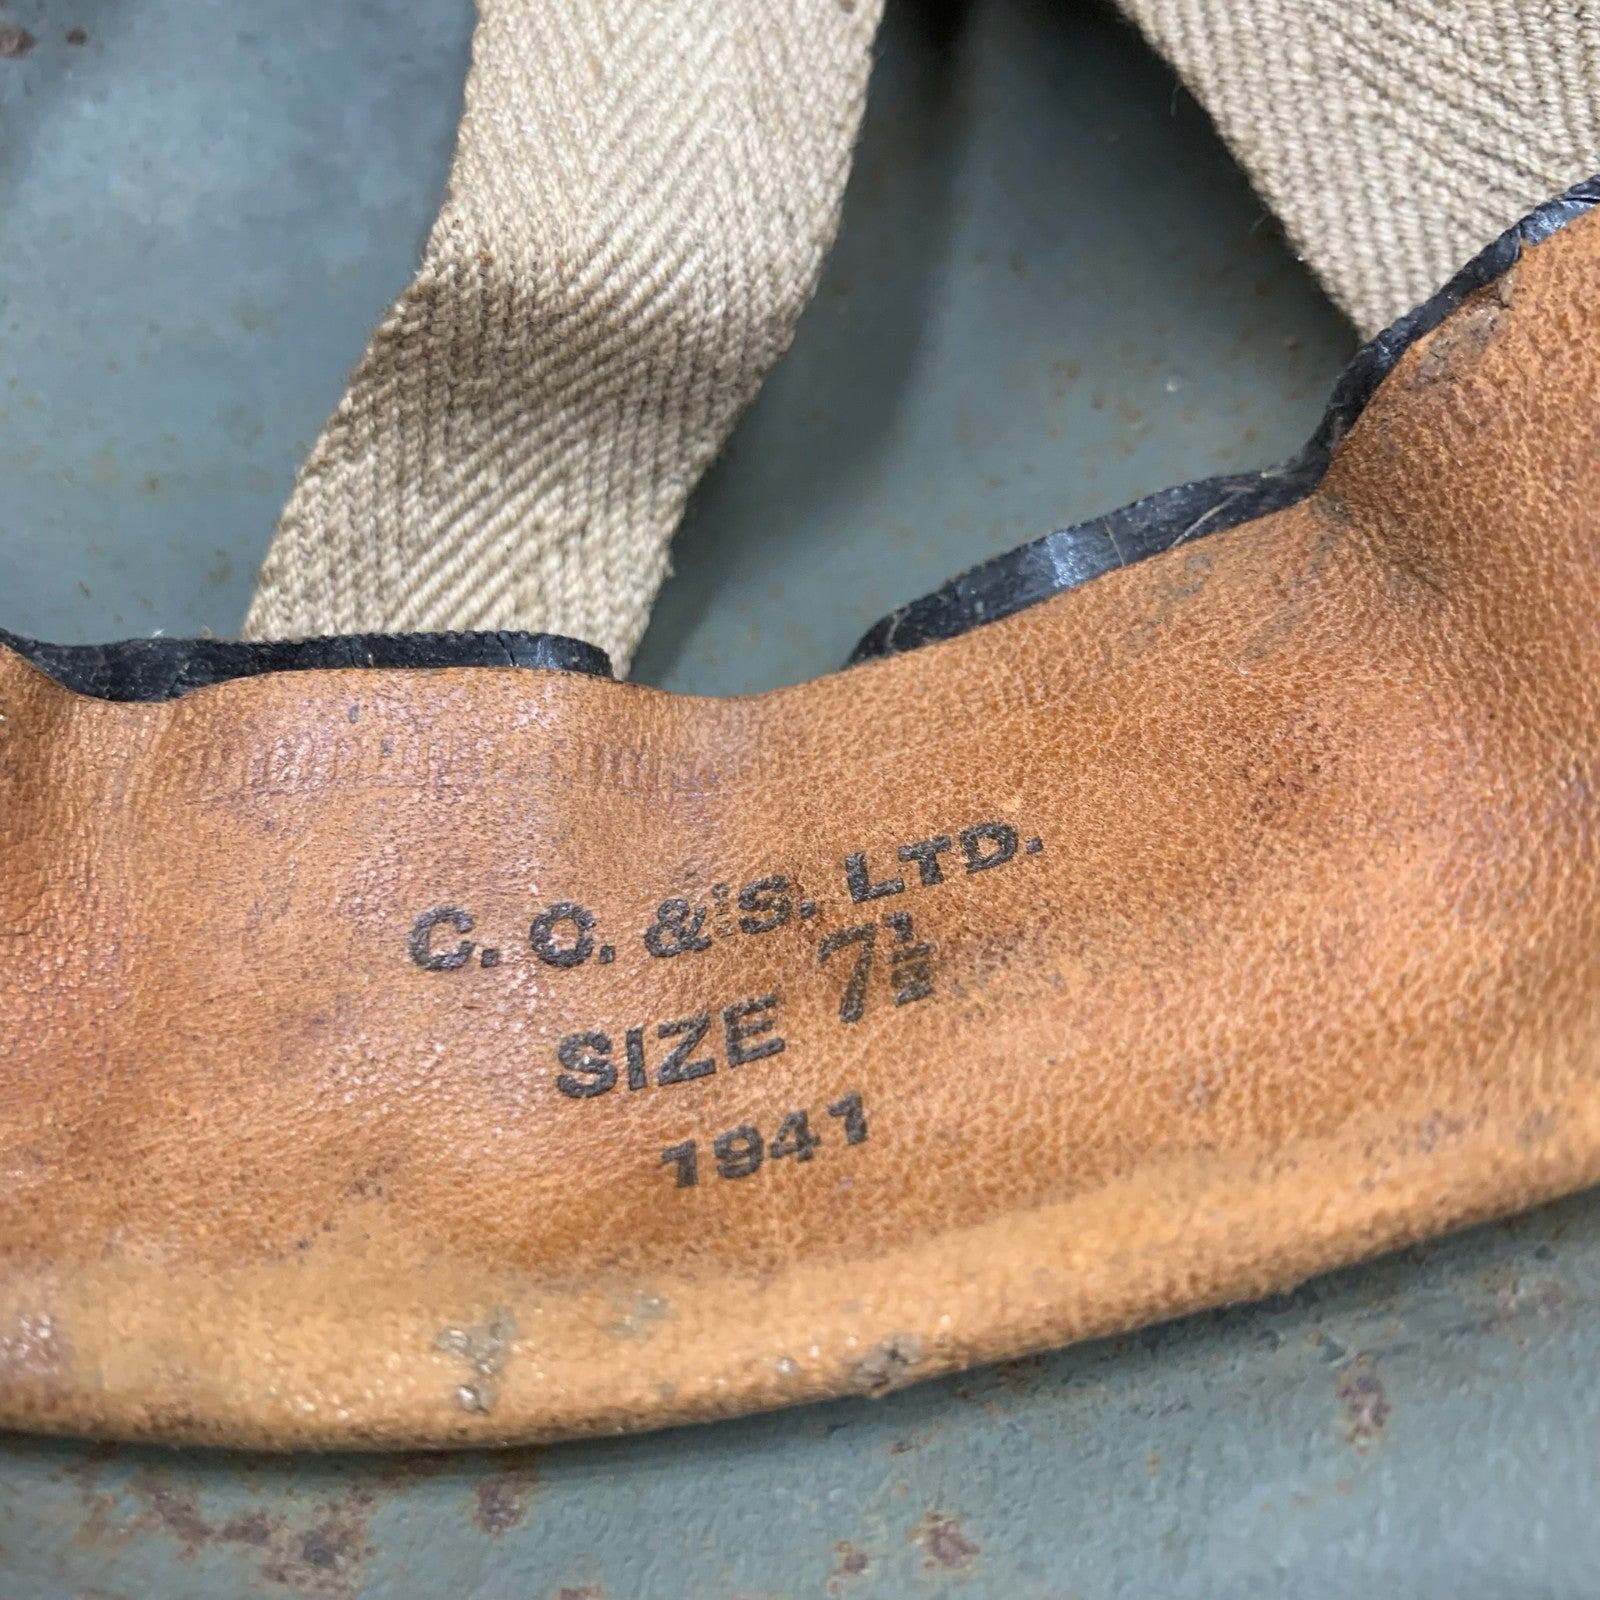 C. O. & S. LTD.
SIZE 7½
1941